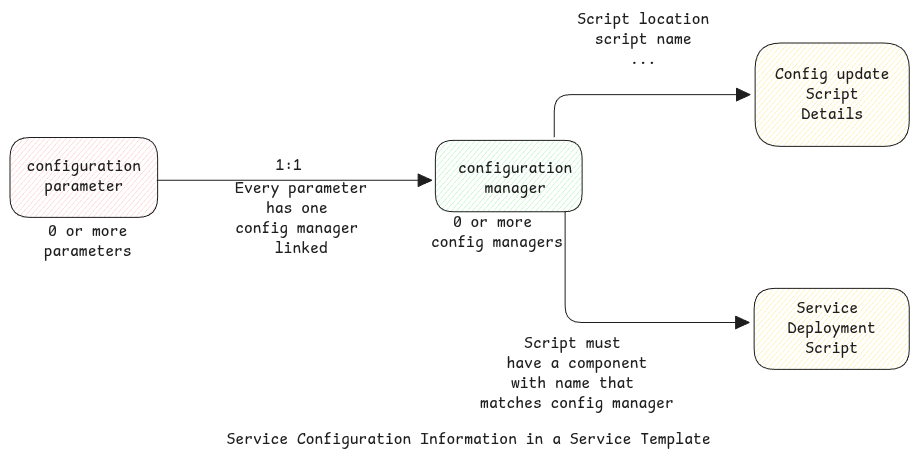 Script location
script name
...
Config update
Script
Details
configuration
parameter
1:1
Every parameter
has one
config manager
linked
configuration
manager
0 or more
parameters
0 or more
config managers
Service
Deployment
Script
Script must
have a component
with name that
matches config manager
Service Configuration Information in a Service Template